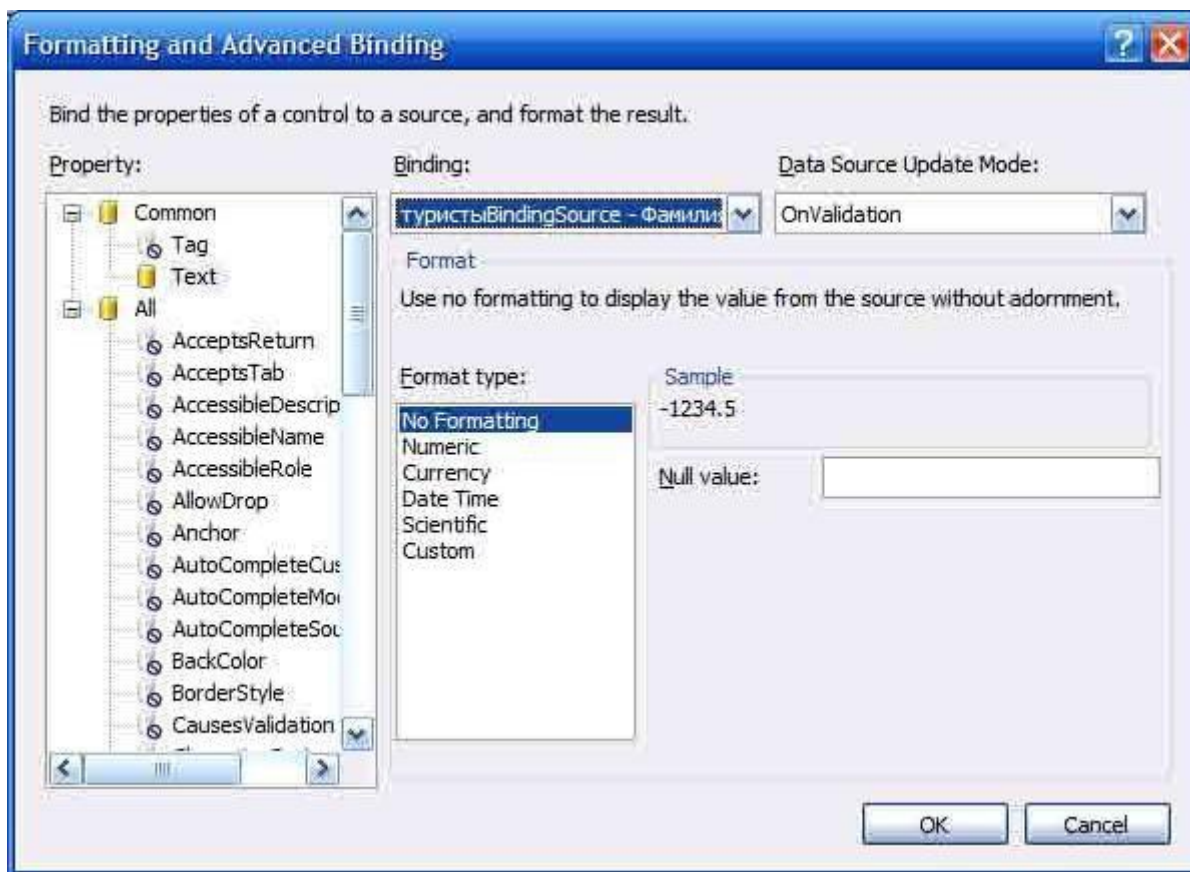 Formatting and Advanced Binding
Bind the properties of a control to a source, and format the result.
Property:
Common
Tag
Text
All
AcceptsReturn
AcceptsTab
AccessibleDescrip
AccessibleName
AccessibleRole
AllowDrop
Anchor
AutoCompleteCus
AutoCompleteMod
AutoCompleteSou
BackColor
BorderStyle
CausesValidation
Binding:
туристыBindingSource - Фамилия
Data Source Update Mode:
OnValidation
Format
Use no formatting to display the value from the source without adornment.
Format type:
No Formatting
Numeric
Currency
Date Time
Scientific
Custom
Sample
-1234.5
Null value:
OK
Cancel